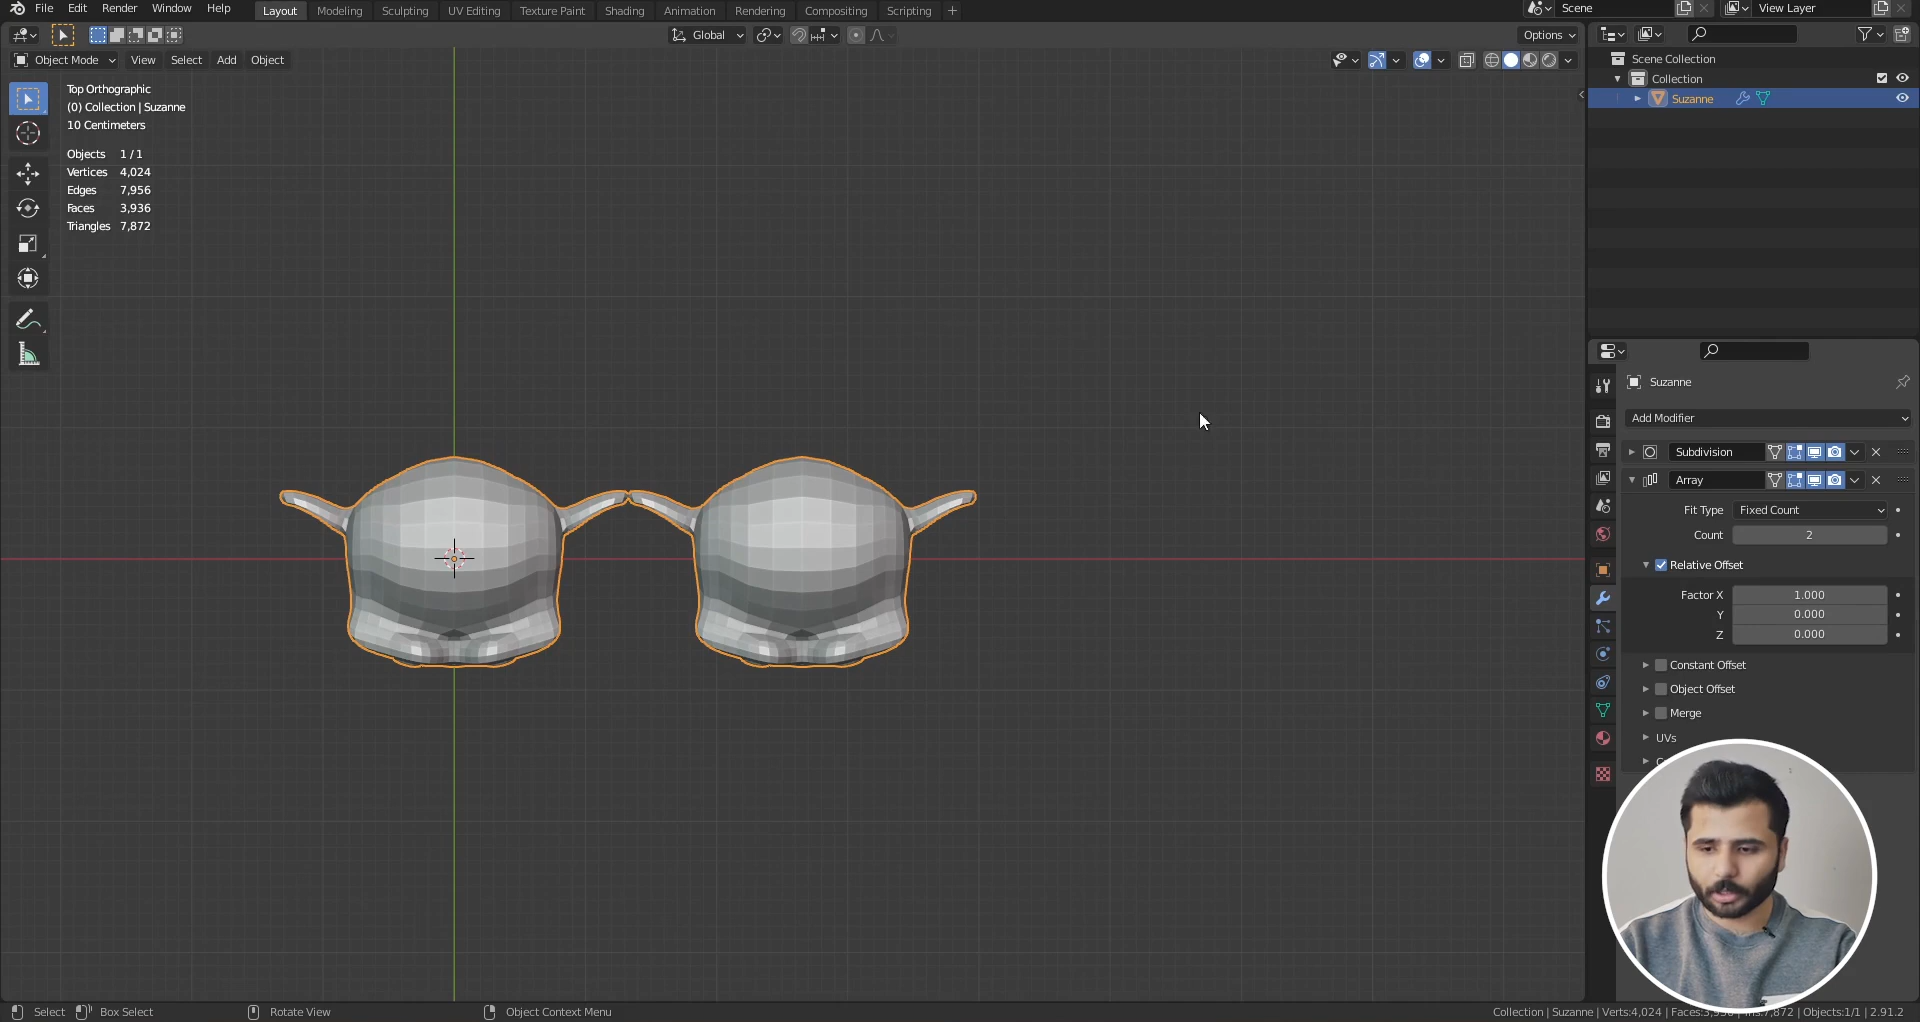 File Edit Render Window Help Layout Modeling Sculpting UV Editing Texture Paint Shading Animation Rendering Compositing Scripting + Scene View Layer
Global Options
Object Mode View Select Add Object
Top Orthographic
(0) Collection | Suzanne
10 Centimeters
Objects 1 / 1
Vertices 4,024
Edges 7,956
Faces 3,936
Triangles 7,872
Scene Collection
Collection
Suzanne
Suzanne
Add Modifier
Subdivision
Array
Fit Type Fixed Count
Count 2
Relative Offset
Factor X 1.000
Y 0.000
Z 0.000
Constant Offset
Object Offset
Merge
UVs
Select Box Select Rotate View Object Context Menu Collection | Suzanne | Verts:4,024 | 7,872 | Objects:1/1 | 2.91.2